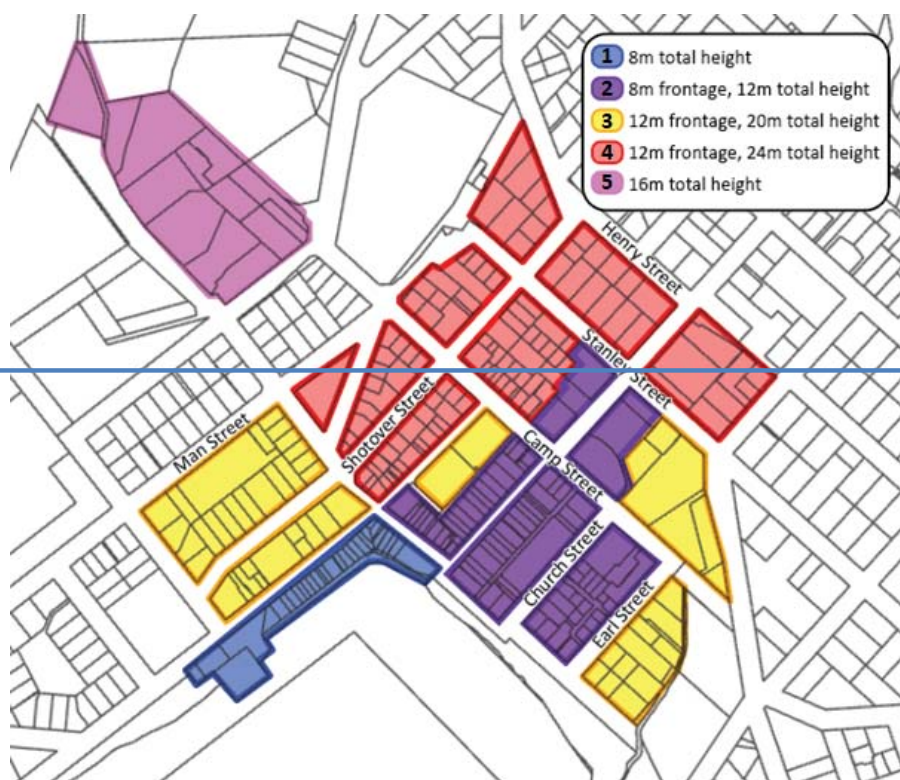 1 8m total height
2 8m frontage, 12m total height
3 12m frontage, 20m total height
4 12m frontage, 24m total height
5 16m total height
Henry Street
Stanley Street
Shotover Street
Man Street
Camp Street
Church Street
Earl Street